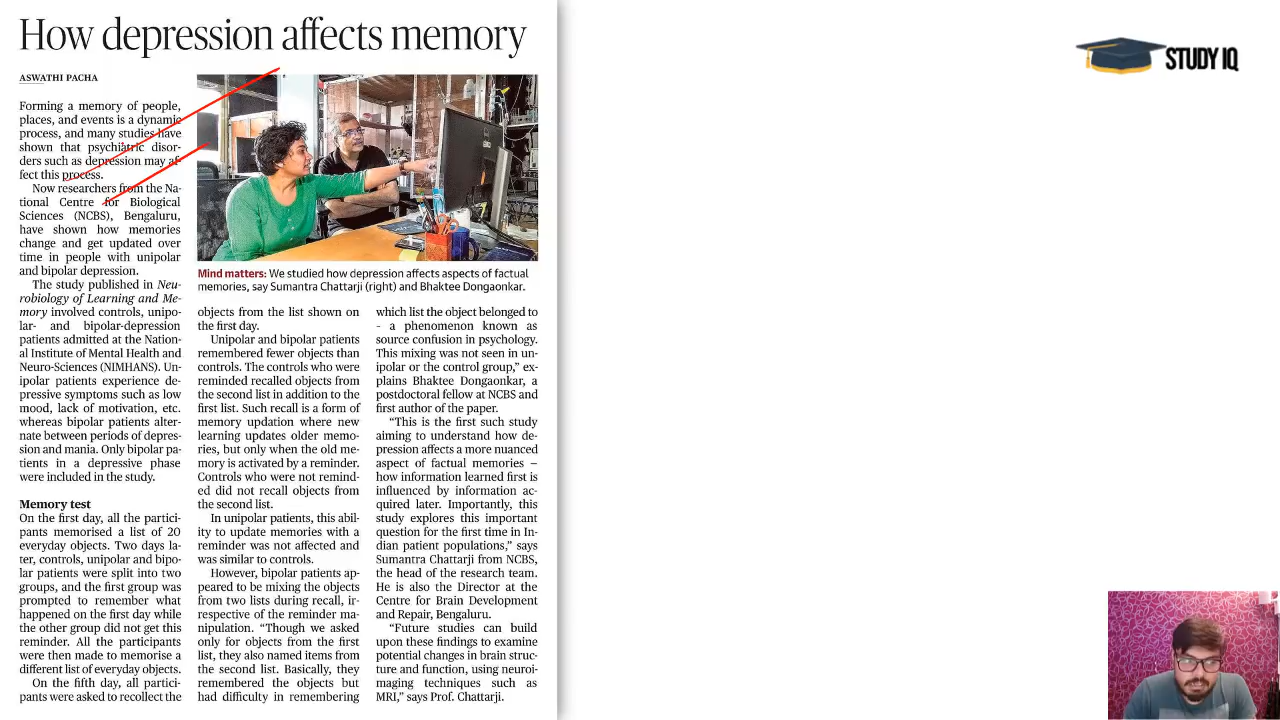 How depression affects memory
ASWATHI PACHA
Forming a memory of people,
places, and events is a dynamic
process, and many studies have
shown that psychiatric disor-
ders such as depression may af-
fect this process.
Now researchers from the Na-
tional Centre for Biological
Sciences (NCBS), Bengaluru,
have shown how memories
change and get updated over
time in people with unipolar
and bipolar depression.
The study published in Neu-
robiology of Learning and Me-
mory involved controls, unipo-
lar- and bipolar-depression
patients admitted at the Nation-
al Institute of Mental Health and
Neuro-Sciences (NIMHANS). Un-
ipolar patients experience de-
pressive symptoms such as low
mood, lack of motivation, etc.
whereas bipolar patients alter-
nate between periods of depres-
sion and mania. Only bipolar pa-
tients in a depressive phase
were included in the study.
Memory test
On the first day, all the partici-
pants memorised a list of 20
everyday objects. Two days la-
ter, controls, unipolar and bipo-
lar patients were split into two
groups, and the first group was
prompted to remember what
happened on the first day while
the other group did not get this
reminder. All the participants
were then made to memorise a
different list of everyday objects.
On the fifth day, all partici-
pants were asked to recollect the
Mind matters: We studied how depression affects aspects of factual
memories, say Sumantra Chattarji (right) and Bhaktee Dongaonkar.
objects from the list shown on
the first day.
Unipolar and bipolar patients
remembered fewer objects than
controls. The controls who were
reminded recalled objects from
the second list in addition to the
first list. Such recall is a form of
memory updation where new
learning updates older memo-
ries, but only when the old me-
mory is activated by a reminder.
Controls who were not remind-
ed did not recall objects from
the second list.
In unipolar patients, this abil-
ity to update memories with a
reminder was not affected and
was similar to controls.
However, bipolar patients ap-
peared to be mixing the objects
from two lists during recall, ir-
respective of the reminder ma-
nipulation. “Though we asked
only for objects from the first
list, they also named items from
the second list. Basically, they
remembered the objects but
had difficulty in remembering
which list the object belonged to
- a phenomenon known as
source confusion in psychology.
This mixing was not seen in un-
ipolar or the control group,” ex-
plains Bhaktee Dongaonkar, a
postdoctoral fellow at NCBS and
first author of the paper.
“This is the first such study
aiming to understand how de-
pression affects a more nuanced
aspect of factual memories –
how information learned first is
influenced by information ac-
quired later. Importantly, this
study explores this important
question for the first time in In-
dian patient populations,” says
Sumantra Chattarji from NCBS,
the head of the research team.
He is also the Director at the
Centre for Brain Development
and Repair, Bengaluru.
“Future studies can build
upon these findings to examine
potential changes in brain struc-
ture and function, using neuroi-
maging techniques such as
MRI,” says Prof. Chattarji.
STUDY IQ